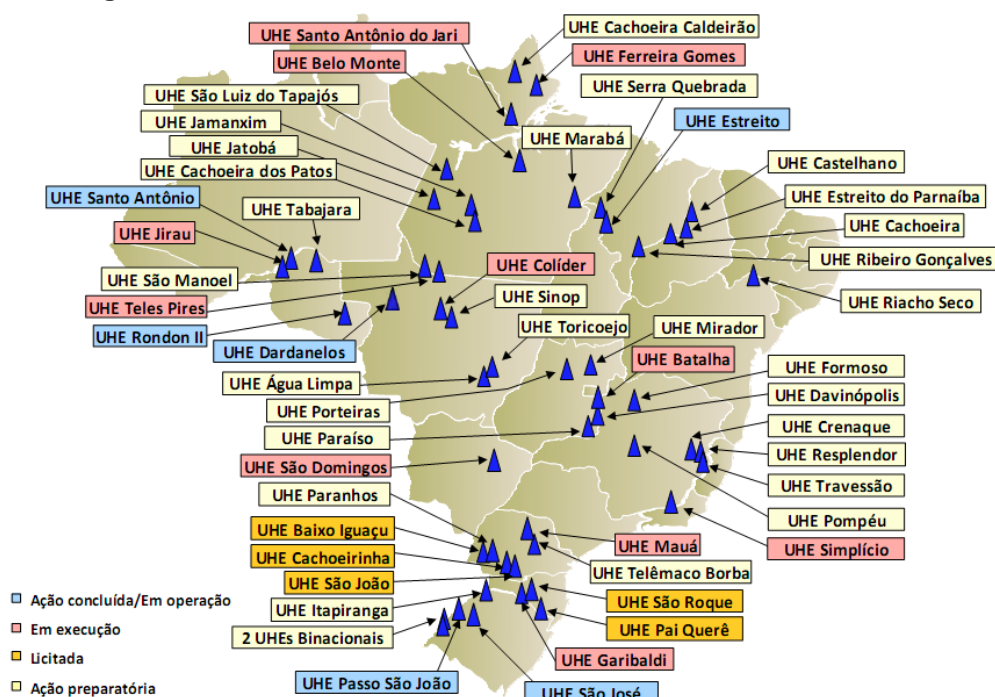 UHE Cachoeira Caldeirão
UHE Santo Antônio do Jari
UHE Ferreira Gomes
UHE Belo Monte
UHE Serra Quebrada
UHE São Luiz do Tapajós
UHE Estreito
UHE Jamanxim
UHE Marabá
UHE Jatobá
UHE Castelhano
UHE Cachoeira dos Patos
UHE Estreito do Parnaíba
UHE Santo Antônio
UHE Tabajara
UHE Cachoeira
UHE Jirau
UHE Ribeiro Gonçalves
UHE São Manoel
UHE Colíder
UHE Sinop
UHE Riacho Seco
UHE Teles Pires
UHE Rondon II
UHE Toricoejo
UHE Mirador
UHE Dardanelos
UHE Batalha
UHE Formoso
UHE Água Limpa
UHE Davinópolis
UHE Porteiras
UHE Crenaque
UHE Paraíso
UHE Resplendor
UHE São Domingos
UHE Travessão
UHE Paranhos
UHE Pompéu
UHE Baixo Iguaçu
UHE Mauá
UHE Simplício
UHE Cachoeirinha
UHE Telêmaco Borba
UHE São João
UHE São Roque
UHE Itapiranga
UHE Pai Querê
2 UHEs Binacionais
UHE Garibaldi
UHE Passo São João
UHE São José
Ação concluída/Em operação
Em execução
Licitada
Ação preparatória